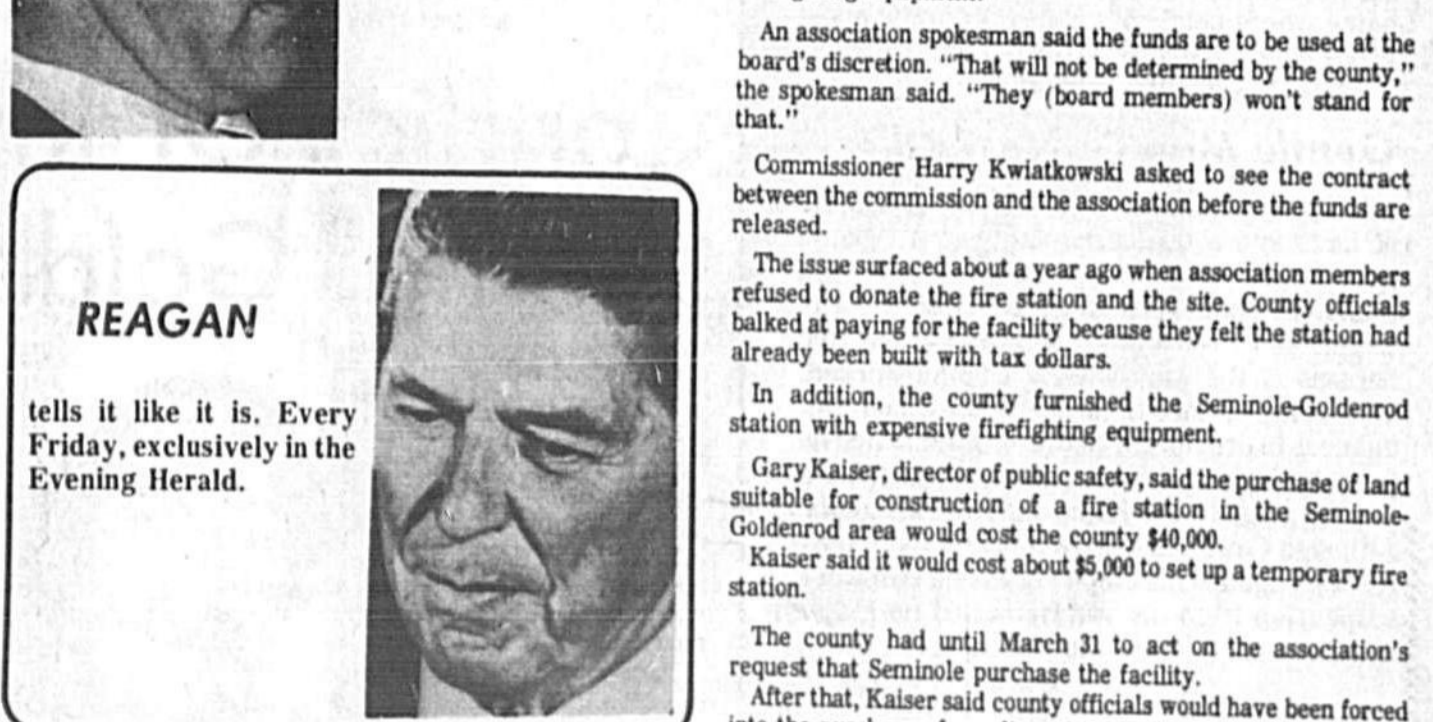 REAGAN
tells it like it is. Every
Friday, exclusively in the
Evening Herald.
An association spokesman said the funds are to be used at the
board's discretion. "That will not be determined by the county,"
the spokesman said. "They (board members) won't stand for
that."
Commissioner Harry Kwiatkowski asked to see the contract
between the commission and the association before the funds are
released.
The issue surfaced about a year ago when association members
refused to donate the fire station and the site. County officials
balked at paying for the facility because they felt the station had
already been built with tax dollars.
In addition, the county furnished the Seminole-Goldenrod
station with expensive firefighting equipment.
Gary Kaiser, director of public safety, said the purchase of land
suitable for construction of a fire station in the Seminole-
Goldenrod area would cost the county $40,000.
Kaiser said it would cost about $5,000 to set up a temporary fire
station.
The county had until March 31 to act on the association's
request that Seminole purchase the facility.
After that, Kaiser said county officials would have been forced